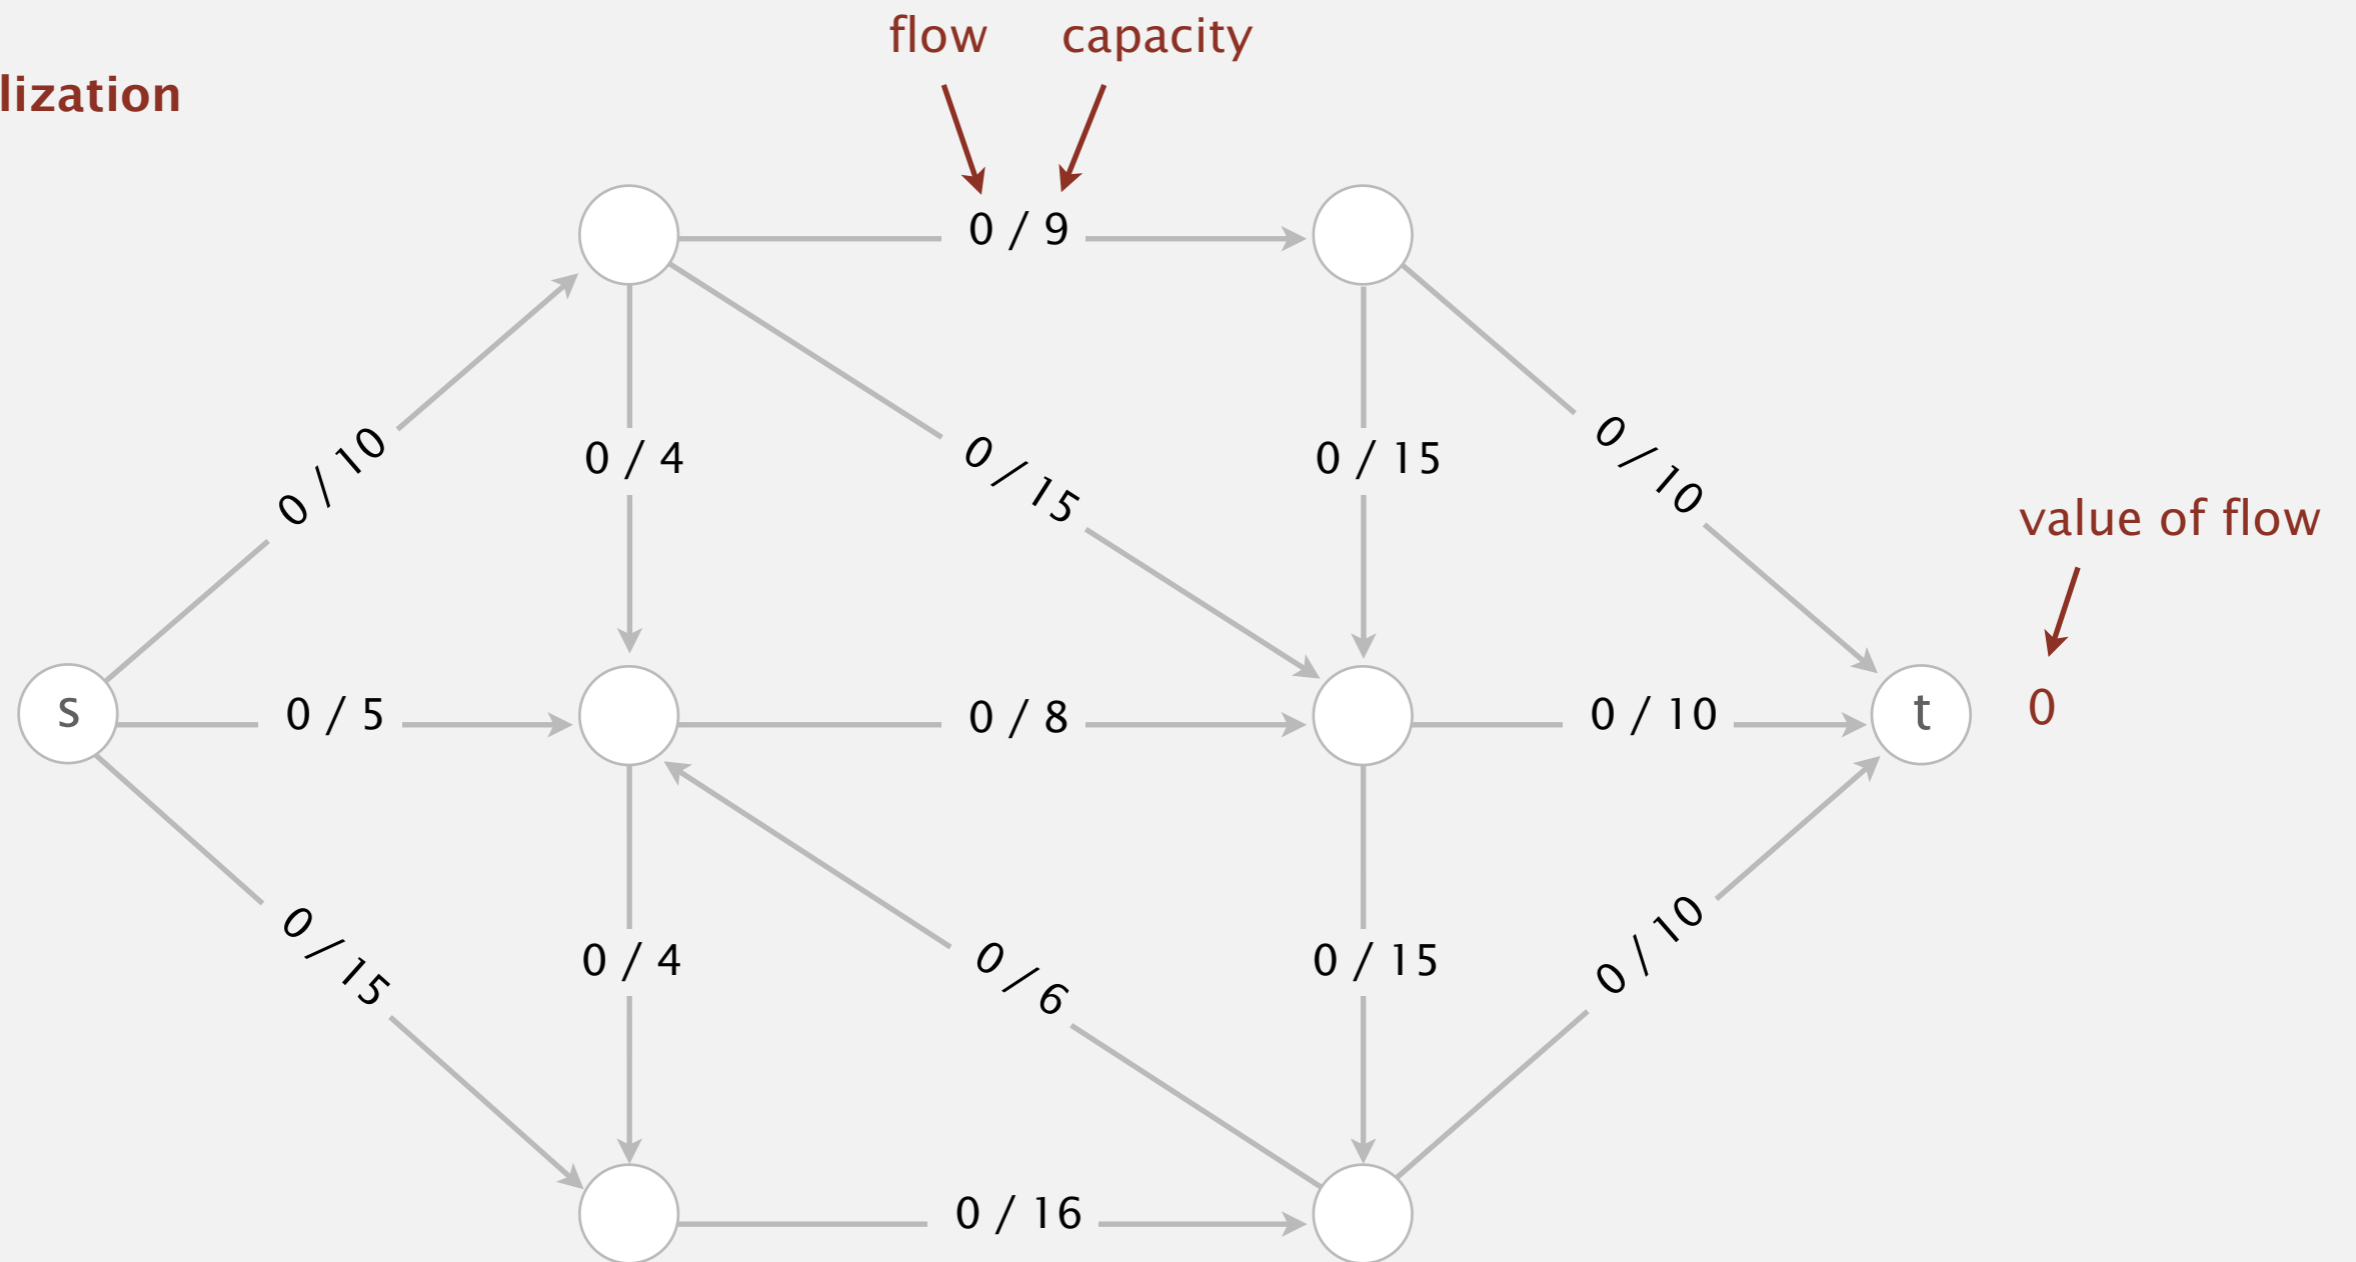 flow capacity
lization
0 / 9
0 / 10
0 / 4
0 / 15
0 / 15
0 / 10
value of flow
s
0 / 5
0 / 8
0 / 10
t
0
0 / 15
0 / 4
0 / 6
0 / 15
0 / 10
0 / 16